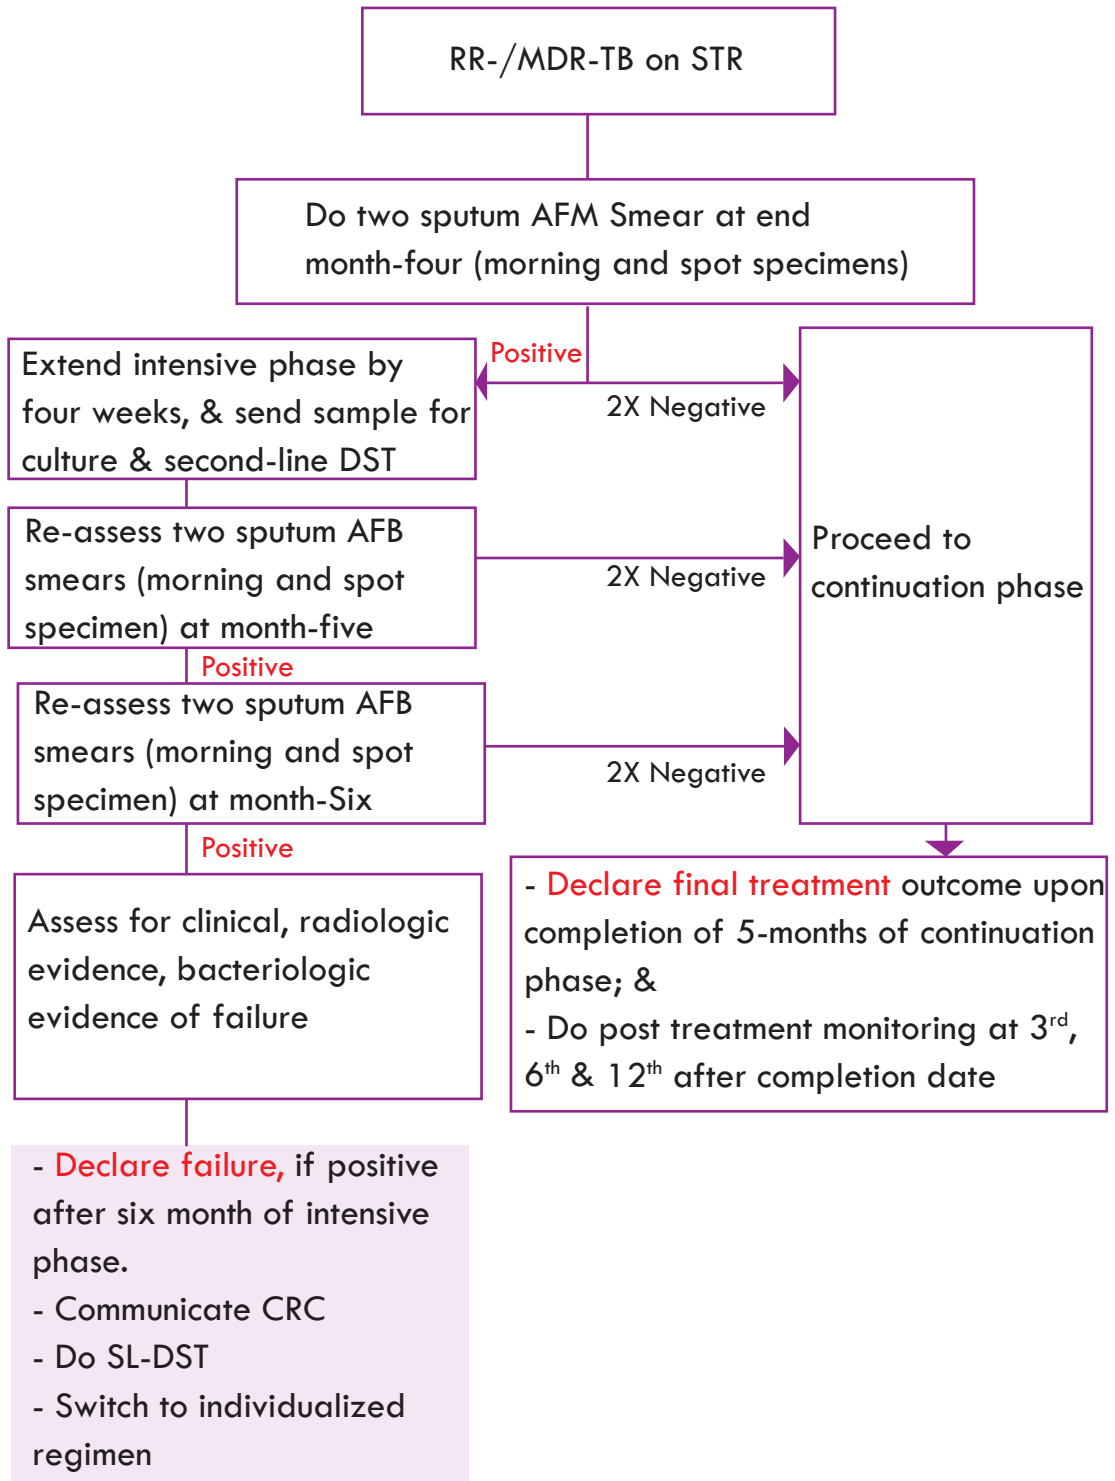 RR-/MDR-TB on STR
Do two sputum AFM Smear at end
month-four (morning and spot specimens)
Positive
2X Negative
Extend intensive phase by
four weeks, & send sample for
culture & second-line DST
Re-assess two sputum AFB
smears (morning and spot
specimen) at month-five
2X Negative
Proceed to
continuation phase
Positive
Re-assess two sputum AFB
smears (morning and spot
specimen) at month-Six
2X Negative
Positive
Assess for clinical, radiologic
evidence, bacteriologic
evidence of failure
- Declare final treatment outcome upon
completion of 5-months of continuation
phase; &
- Do post treatment monitoring at 3rd,
6th & 12th after completion date
- Declare failure, if positive
after six month of intensive
phase.
- Communicate CRC
- Do SL-DST
- Switch to individualized
regimen